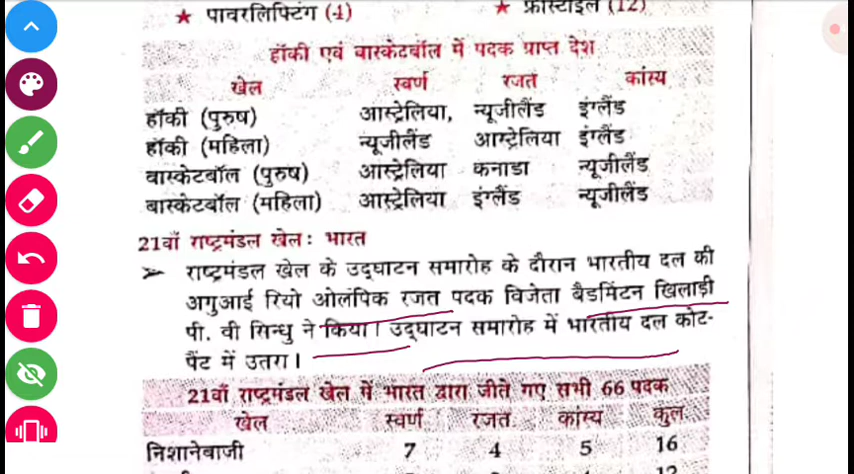 ★ पावरलिफ्टिंग (4) ★ फ्रीस्टाइल (12)
हॉकी एवं बास्केटबॉल में पदक प्राप्त देश
खेल स्वर्ण रजत कांस्य
हॉकी (पुरुष) आस्ट्रेलिया, न्यूजीलैंड इंग्लैंड
हॉकी (महिला) न्यूजीलैंड आस्ट्रेलिया इंग्लैंड
बास्केटबॉल (पुरुष) आस्ट्रेलिया कनाडा न्यूजीलैंड
बास्केटबॉल (महिला) आस्ट्रेलिया इंग्लैंड न्यूजीलैंड
21वाँ राष्ट्रमंडल खेल : भारत
➢ राष्ट्रमंडल खेल के उद्घाटन समारोह के दौरान भारतीय दल की
अगुआई रियो ओलंपिक रजत पदक विजेता बैडमिंटन खिलाड़ी
पी. वी सिन्धु ने किया। उद्घाटन समारोह में भारतीय दल कोट-
पैंट में उतरा।
21वाँ राष्ट्रमंडल खेल में भारत द्वारा जीते गए सभी 66 पदक
खेल स्वर्ण रजत कांस्य कुल
निशानेबाजी 7 4 5 16
12